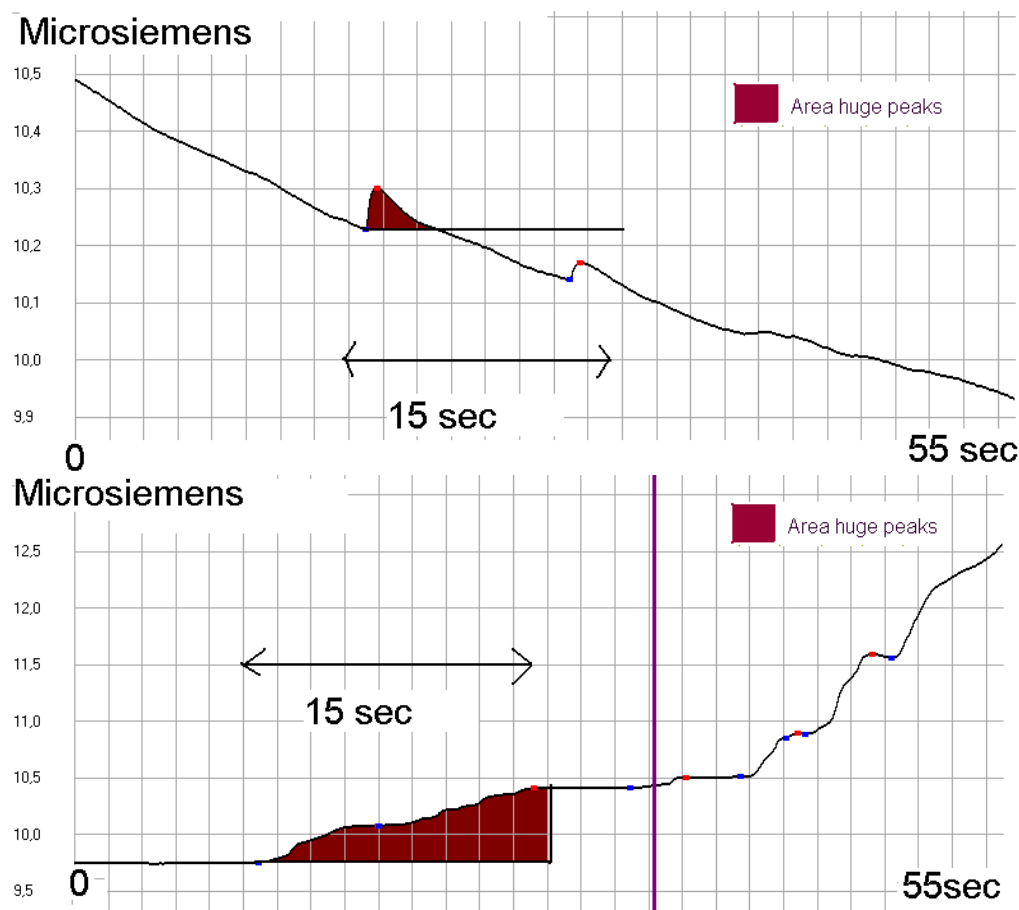 Microsiemens
10,5
Area huge peaks
10,4
10,3
10,2
10,1
10,0
15 sec
9,9
0
55 sec
Microsiemens
Area huge peaks
12,5
12,0
11,5
15 sec
11,0
10,5
10,0
0
55sec
9,5